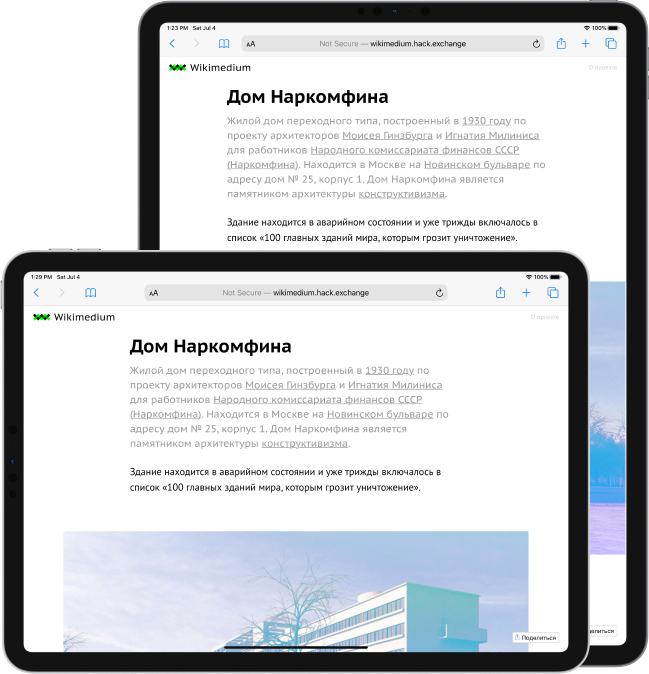 1:23 PM Sat Jul 4
100%
AA
Not Secure — wikimedium.hack.exchange
Wikimedium
О проекте
Дом Наркомфина
Жилой дом переходного типа, построенный в 1930 году по
проекту архитекторов Моисея Гинзбурга и Игнатия Милиниса
для работников Народного комиссариата финансов СССР
(Наркомфина). Находится в Москве на Новинском бульваре по
адресу дом № 25, корпус 1. Дом Наркомфина является
памятником архитектуры конструктивизма.
Здание находится в аварийном состоянии и уже трижды включалось в
список «100 главных зданий мира, которым грозит уничтожение».
делиться
1:29 PM Sat Jul 4
100%
AA
Not Secure — wikimedium.hack.exchange
Wikimedium
О проекте
Дом Наркомфина
Жилой дом переходного типа, построенный в 1930 году по
проекту архитекторов Моисея Гинзбурга и Игнатия Милиниса
для работников Народного комиссариата финансов СССР
(Наркомфина). Находится в Москве на Новинском бульваре по
адресу дом № 25, корпус 1. Дом Наркомфина является
памятником архитектуры конструктивизма.
Здание находится в аварийном состоянии и уже трижды включалось в
список «100 главных зданий мира, которым грозит уничтожение».
Поделиться